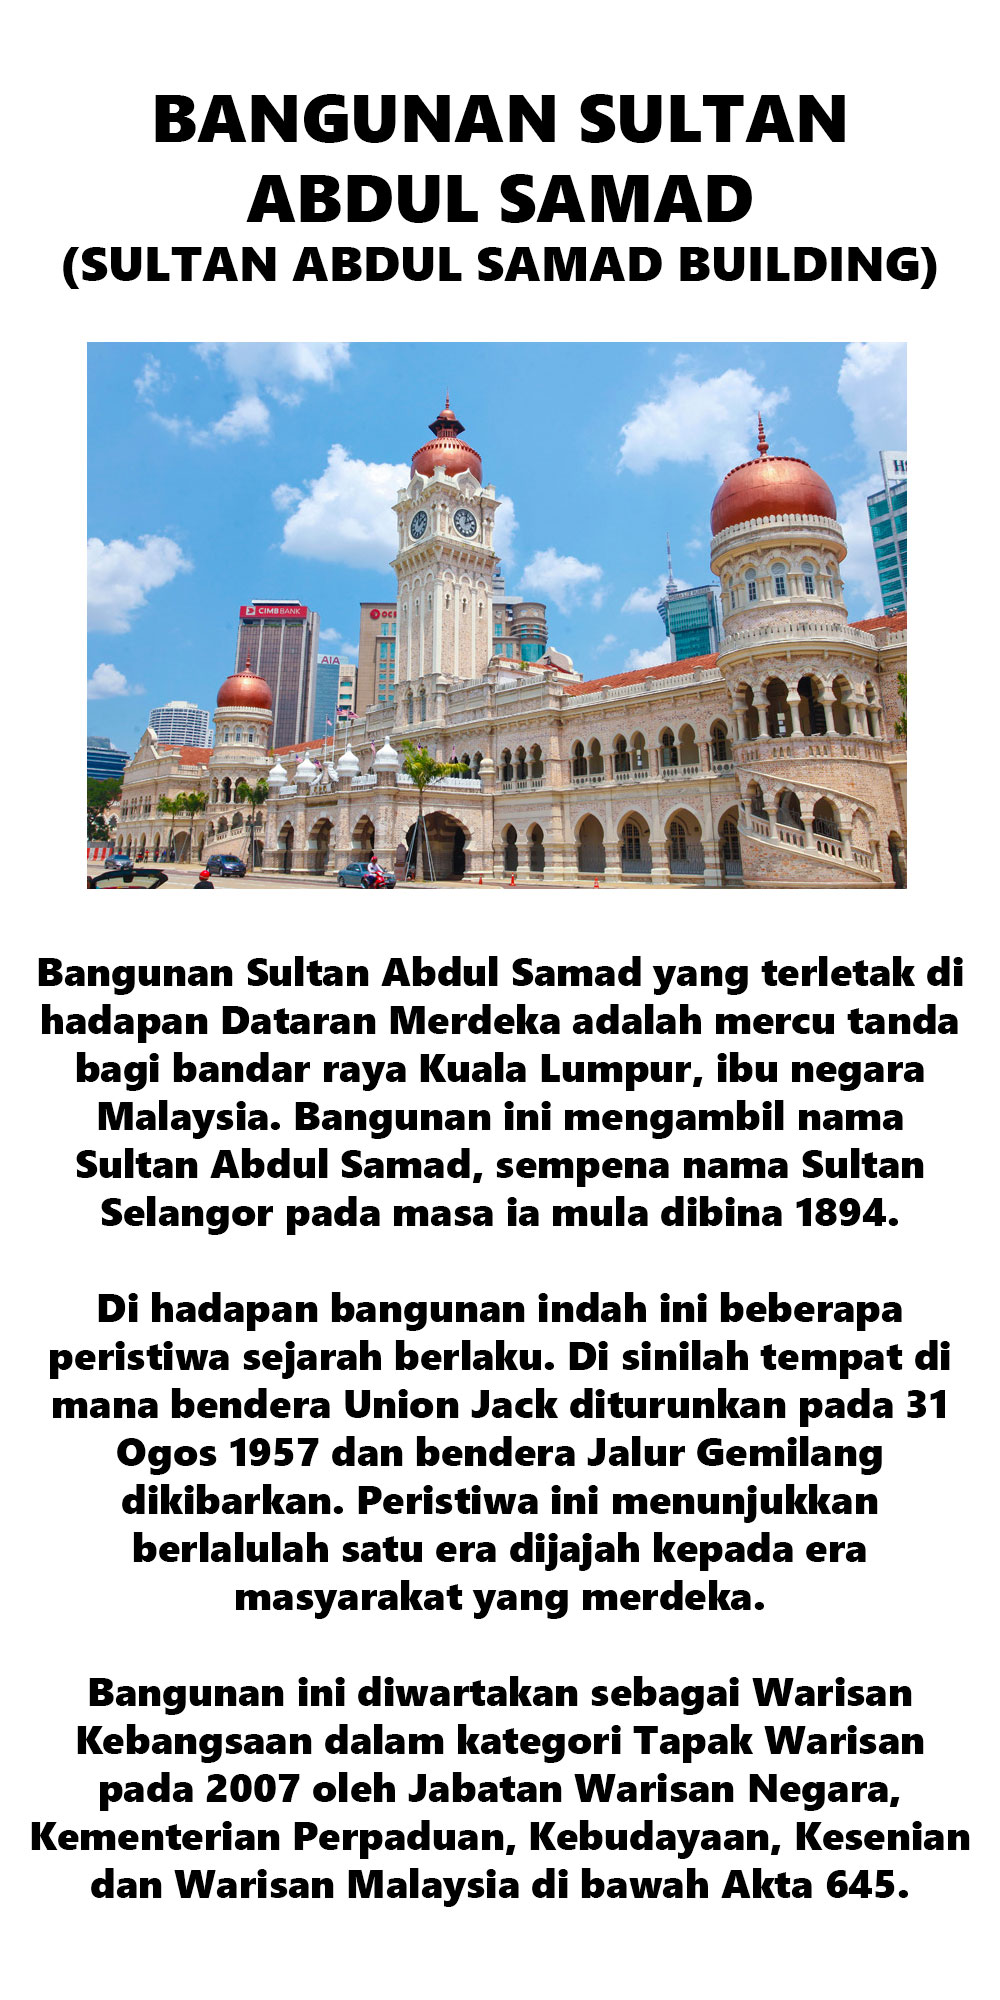 BANGUNAN SULTAN
ABDUL SAMAD
(SULTAN ABDUL SAMAD BUILDING)
CIMB BANK
AIA
Bangunan Sultan Abdul Samad yang terletak di
hadapan Dataran Merdeka adalah mercu tanda
bagi bandar raya Kuala Lumpur, ibu negara
Malaysia. Bangunan ini mengambil nama
Sultan Abdul Samad, sempena nama Sultan
Selangor pada masa ia mula dibina 1894.
Di hadapan bangunan indah ini beberapa
peristiwa sejarah berlaku. Di sinilah tempat di
mana bendera Union Jack diturunkan pada 31
Ogos 1957 dan bendera Jalur Gemilang
dikibarkan. Peristiwa ini menunjukkan
berlalulah satu era dijajah kepada era
masyarakat yang merdeka.
Bangunan ini diwartakan sebagai Warisan
Kebangsaan dalam kategori Tapak Warisan
pada 2007 oleh Jabatan Warisan Negara,
Kementerian Perpaduan, Kebudayaan, Kesenian
dan Warisan Malaysia di bawah Akta 645.